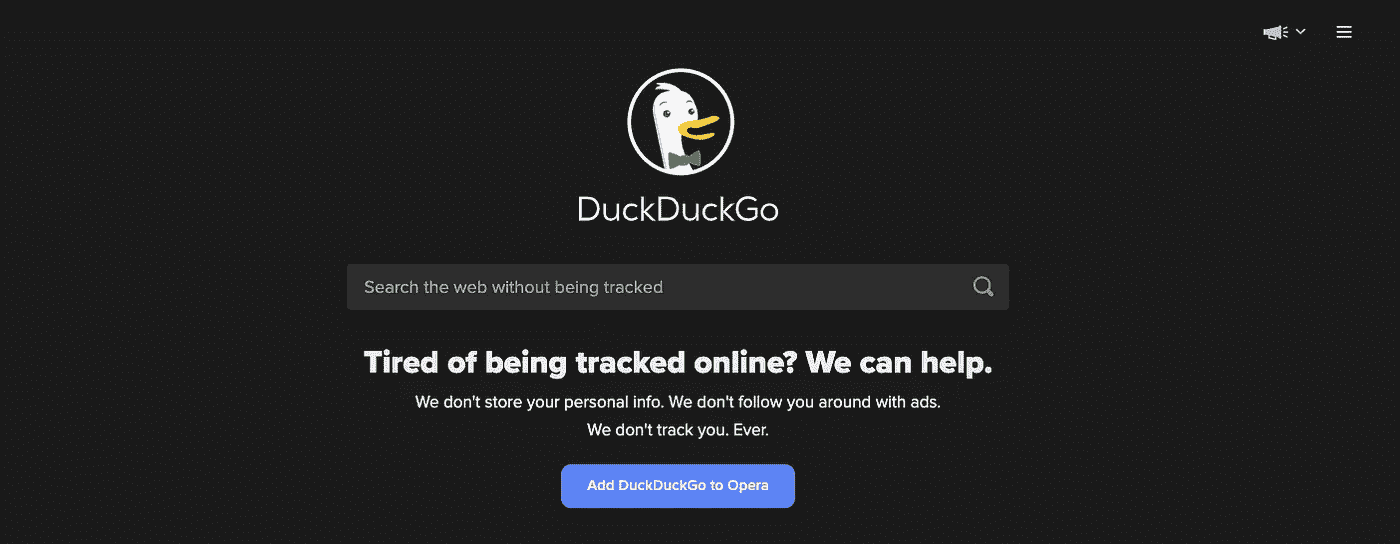 DuckDuckGo
Search the web without being tracked
Tired of being tracked online? We can help.
We don't store your personal info. We don't follow you around with ads.
We don't track you. Ever.
Add DuckDuckGo to Opera